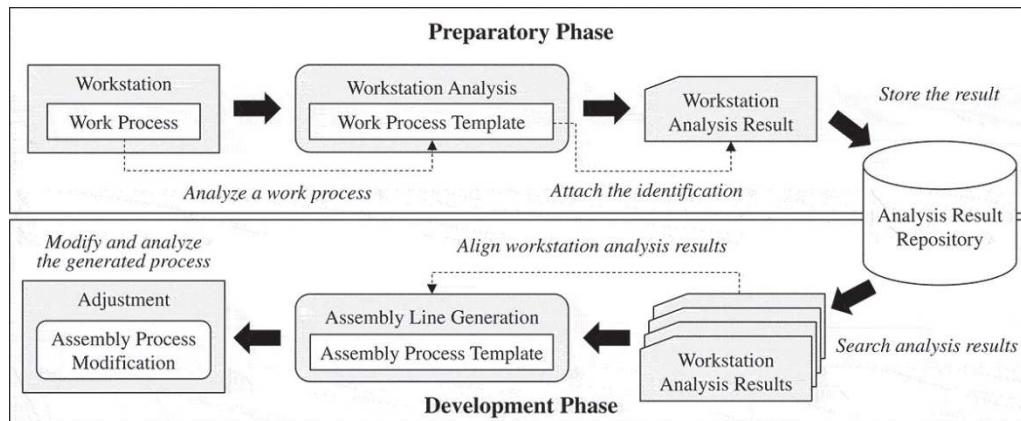 Preparatory Phase
Workstation
Work Process
Workstation Analysis
Work Process Template
Workstation
Analysis Result
Store the result
Analyze a work process
Attach the identification
Analysis Result
Repository
Modify and analyze
the generated process
Align workstation analysis results
Adjustment
Assembly Process
Modification
Assembly Line Generation
Assembly Process Template
Workstation
Analysis Results
Search analysis results
Development Phase